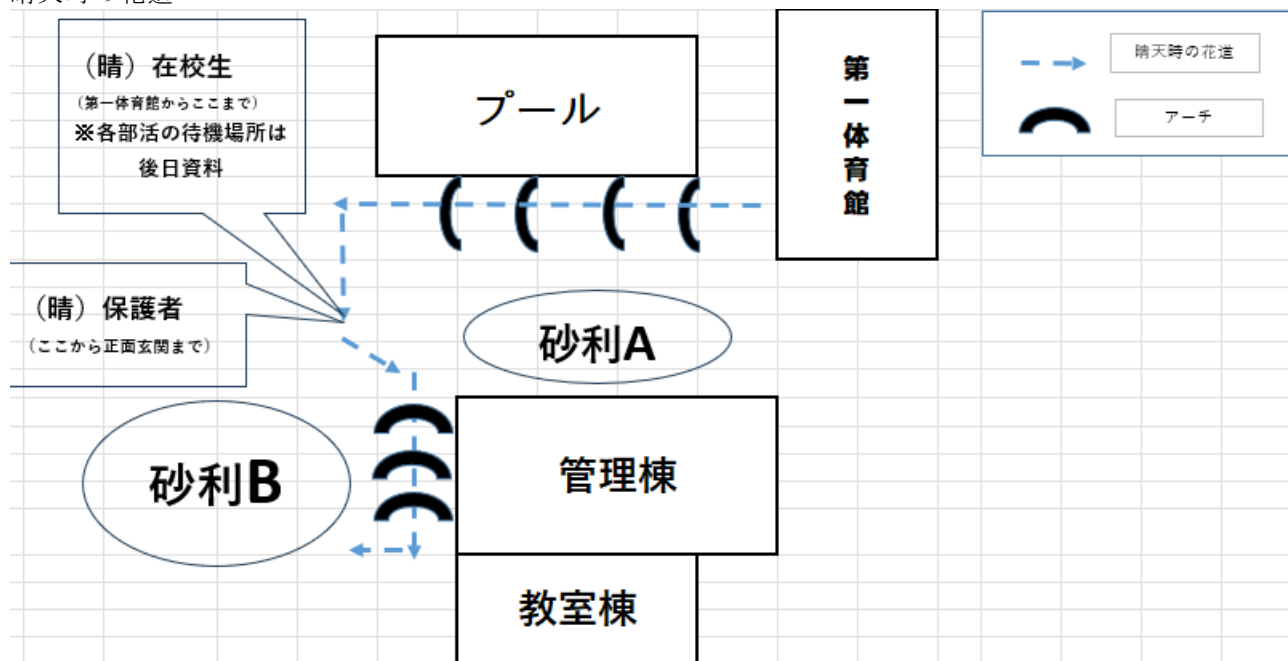 （晴）在校生
（第一体育館からここまで）
※各部活の待機場所は
後日資料
プール
第一体育館
晴天時の花道
アーチ
（晴）保護者
（ここから正面玄関まで）
砂利A
砂利B
管理棟
教室棟